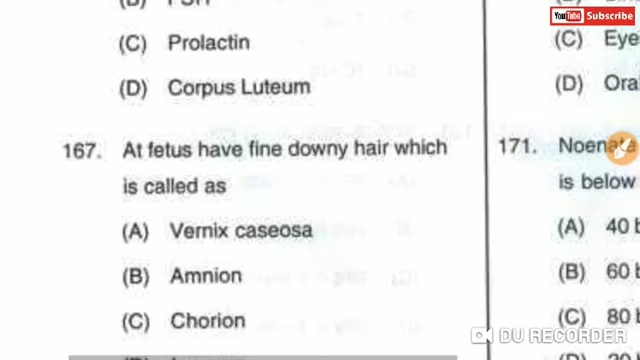 (C) Prolactin
(D) Corpus Luteum
167. At fetus have fine downy hair which
is called as
(A) Vernix caseosa
(B) Amnion
(C) Chorion
YouTube Subscribe
(C) Eye
(D) Ora
171. Noenate
is below
(A) 40 b
(B) 60 b
(C) 80 b
DU RECORDER